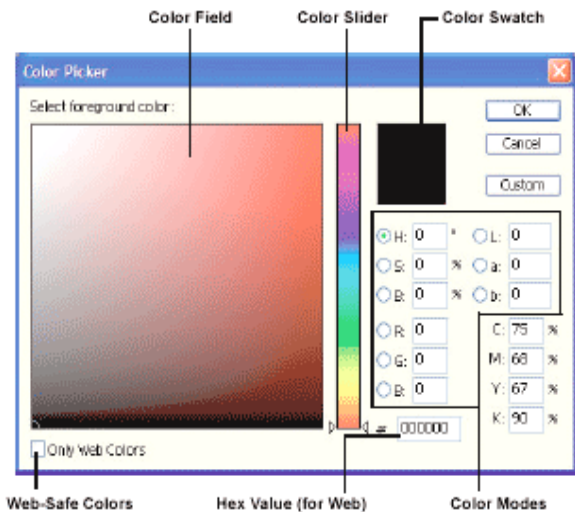 Color Field Color Slider Color Swatch
Color Picker
Select foreground color:
OK
Cancel
Custom
H: 0 ° L: 0
S: 0 % a: 0
B: 0 % b: 0
R: 0 C: 75 %
G: 0 M: 68 %
B: 0 Y: 67 %
# 000000 K: 90 %
Only Web Colors
Web-Safe Colors Hex Value (for Web) Color Modes